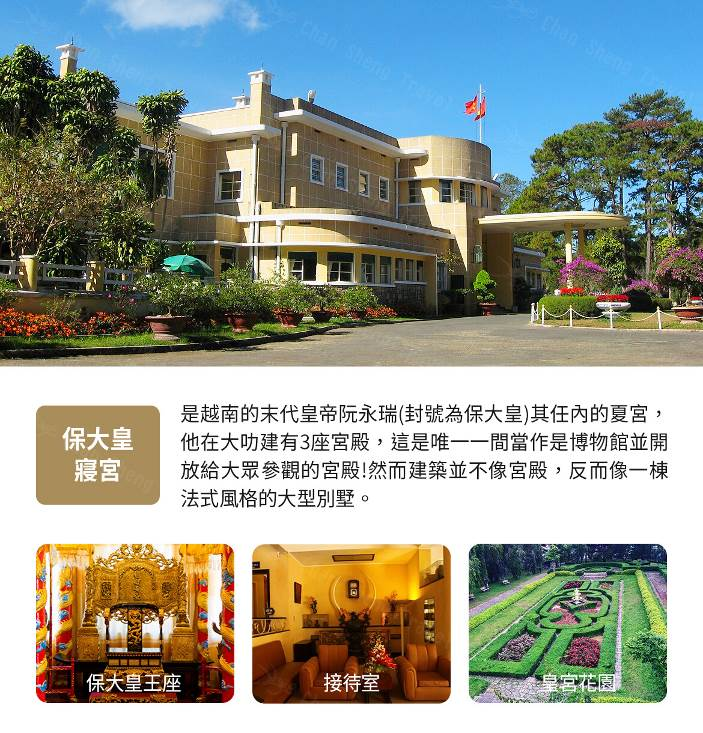 Chan Sheng Travel
保大皇
寢宮
是越南的末代皇帝阮永瑞(封號為保大皇)其任內的夏宮，
他在大叻建有3座宮殿，這是唯一一間當作是博物館並開
放給大眾參觀的宮殿!然而建築並不像宮殿，反而像一棟
法式風格的大型別墅。
保大皇王座
接待室
皇宮花園